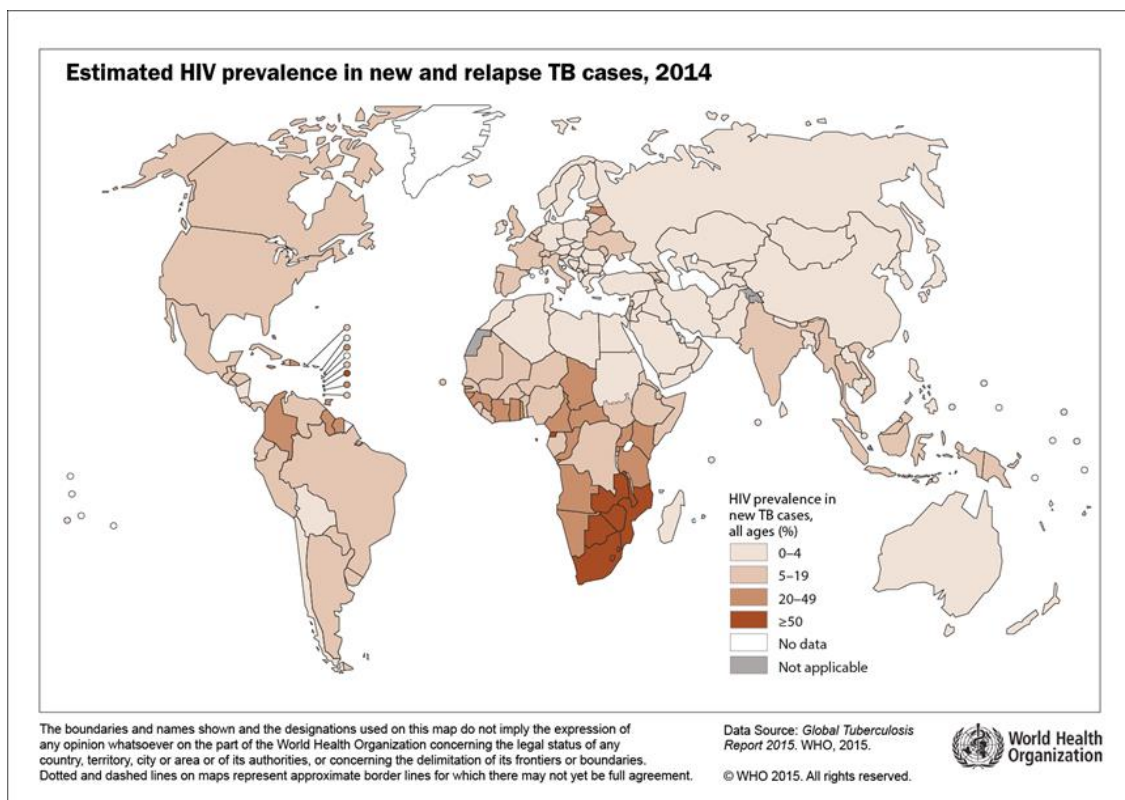 Estimated HIV prevalence in new and relapse TB cases, 2014
HIV prevalence in
new TB cases,
all ages (%)
0–4
5–19
20–49
≥50
No data
Not applicable
The boundaries and names shown and the designations used on this map do not imply the expression of
any opinion whatsoever on the part of the World Health Organization concerning the legal status of any
country, territory, city or area or of its authorities, or concerning the delimitation of its frontiers or boundaries.
Dotted and dashed lines on maps represent approximate border lines for which there may not yet be full agreement.
Data Source: Global Tuberculosis
Report 2015. WHO, 2015.
© WHO 2015. All rights reserved.
World Health
Organization